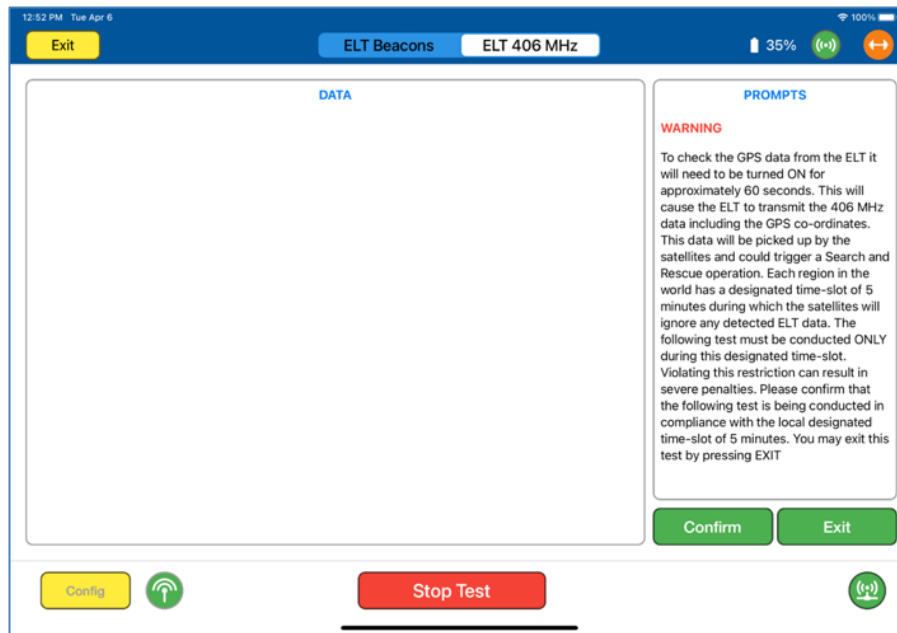 12:52 PM Tue Apr 6
100%
Exit
ELT Beacons
ELT 406 MHz
35%
DATA
PROMPTS
WARNING
To check the GPS data from the ELT it
will need to be turned ON for
approximately 60 seconds. This will
cause the ELT to transmit the 406 MHz
data including the GPS co-ordinates.
This data will be picked up by the
satellites and could trigger a Search and
Rescue operation. Each region in the
world has a designated time-slot of 5
minutes during which the satellites will
ignore any detected ELT data. The
following test must be conducted ONLY
during this designated time-slot.
Violating this restriction can result in
severe penalties. Please confirm that
the following test is being conducted in
compliance with the local designated
time-slot of 5 minutes. You may exit this
test by pressing EXIT
Confirm
Exit
Config
Stop Test